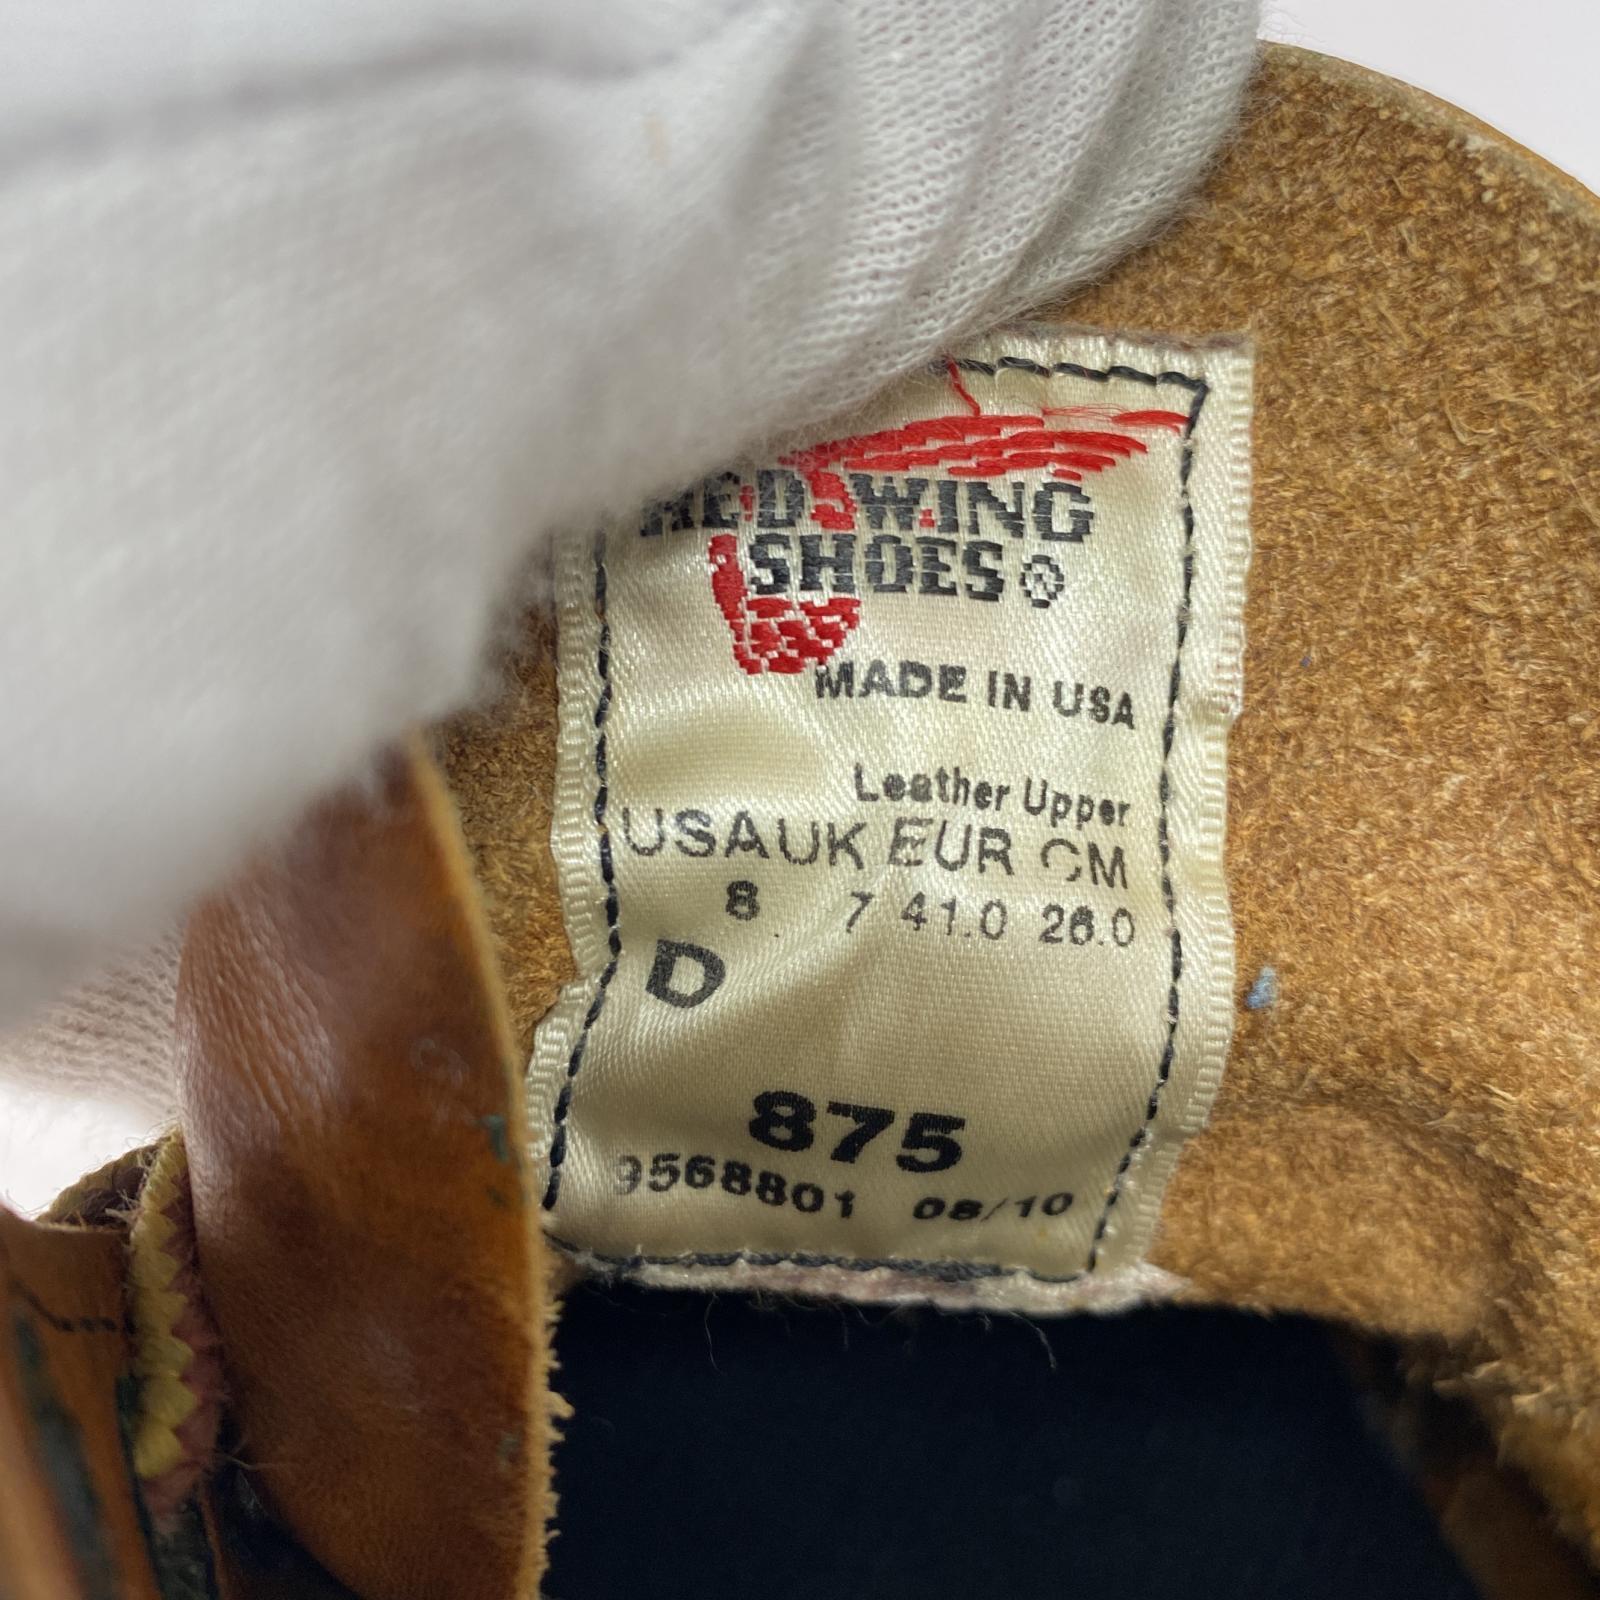 RED WING
SHOES®
MADE IN USA
Leather Upper
USA UK EUR CM
8 7 41.0 26.0
D
875
9568801 08/10